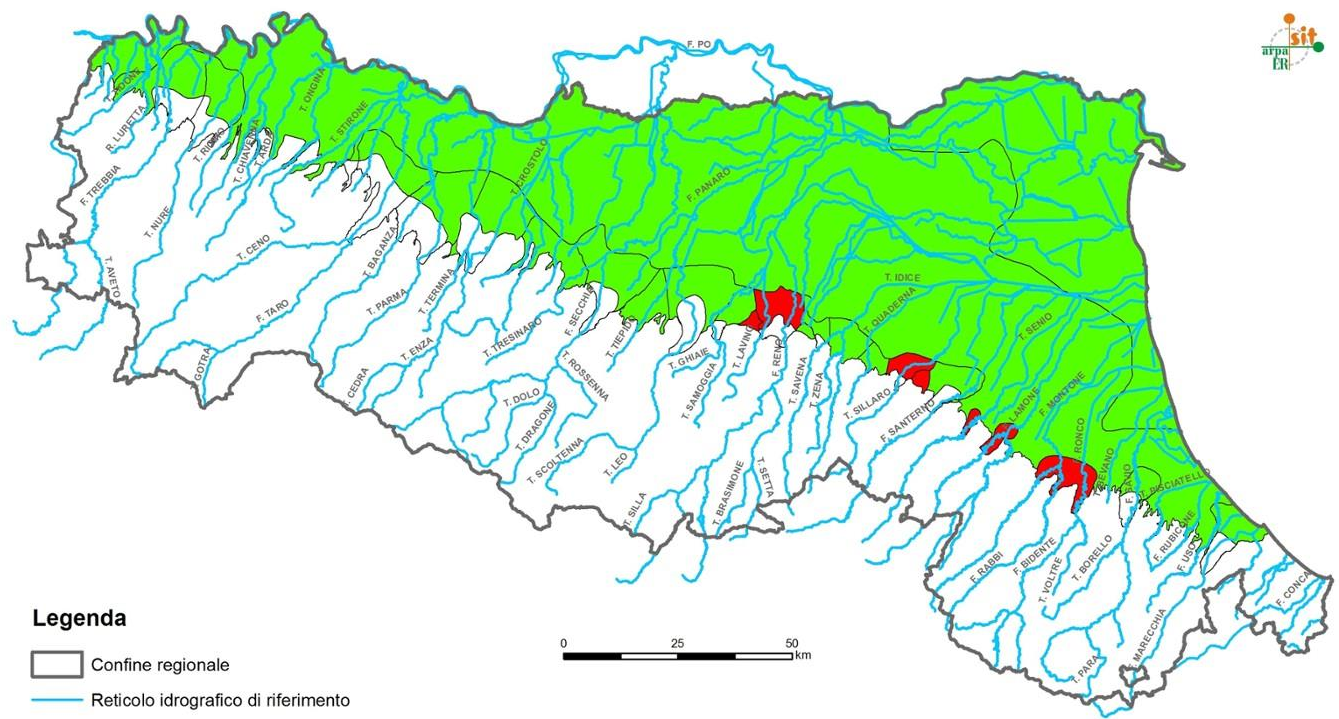 F. PO
arpa
sit
ER
T. TIDONE
R. LURETTA
F. TREBBIA
T. NURE
T. AVETO
T. CHIAVENNA
T. ARDA
T. ONGINA
T. STIRONE
T. CENO
F. TARO
GOTRA
T. BAGANZA
T. PARMA
T. TERMINA
T. ENZA
T. CEDRA
T. CROSTOLO
T. TRESINARO
F. SECCHIA
T. TIEPIDO
T. ROSSENNA
T. DOLO
T. DRAGONE
T. SCOLTENNA
T. LEO
T. SILLA
F. PANARO
T. GHIAIE
T. SAMOGGIA
T. LAVINO
F. RENO
T. SAVENA
T. ZENA
T. BRASIMONE
T. SETTA
T. IDICE
T. QUADERNA
T. SILLARO
F. SANTERNO
T. SENIO
LAMONE
F. MONTONE
RONCO
T. BEVANO
F. SAVIO
T. PISCIATELLO
F. RUBICONE
F. USO
F. RABBI
F. BIDENTE
T. VOLTRE
T. BORELLO
T. PARA
F. MARECCHIA
F. CONCA
Legenda
Confine regionale
Reticolo idrografico di riferimento
0 25 50
km